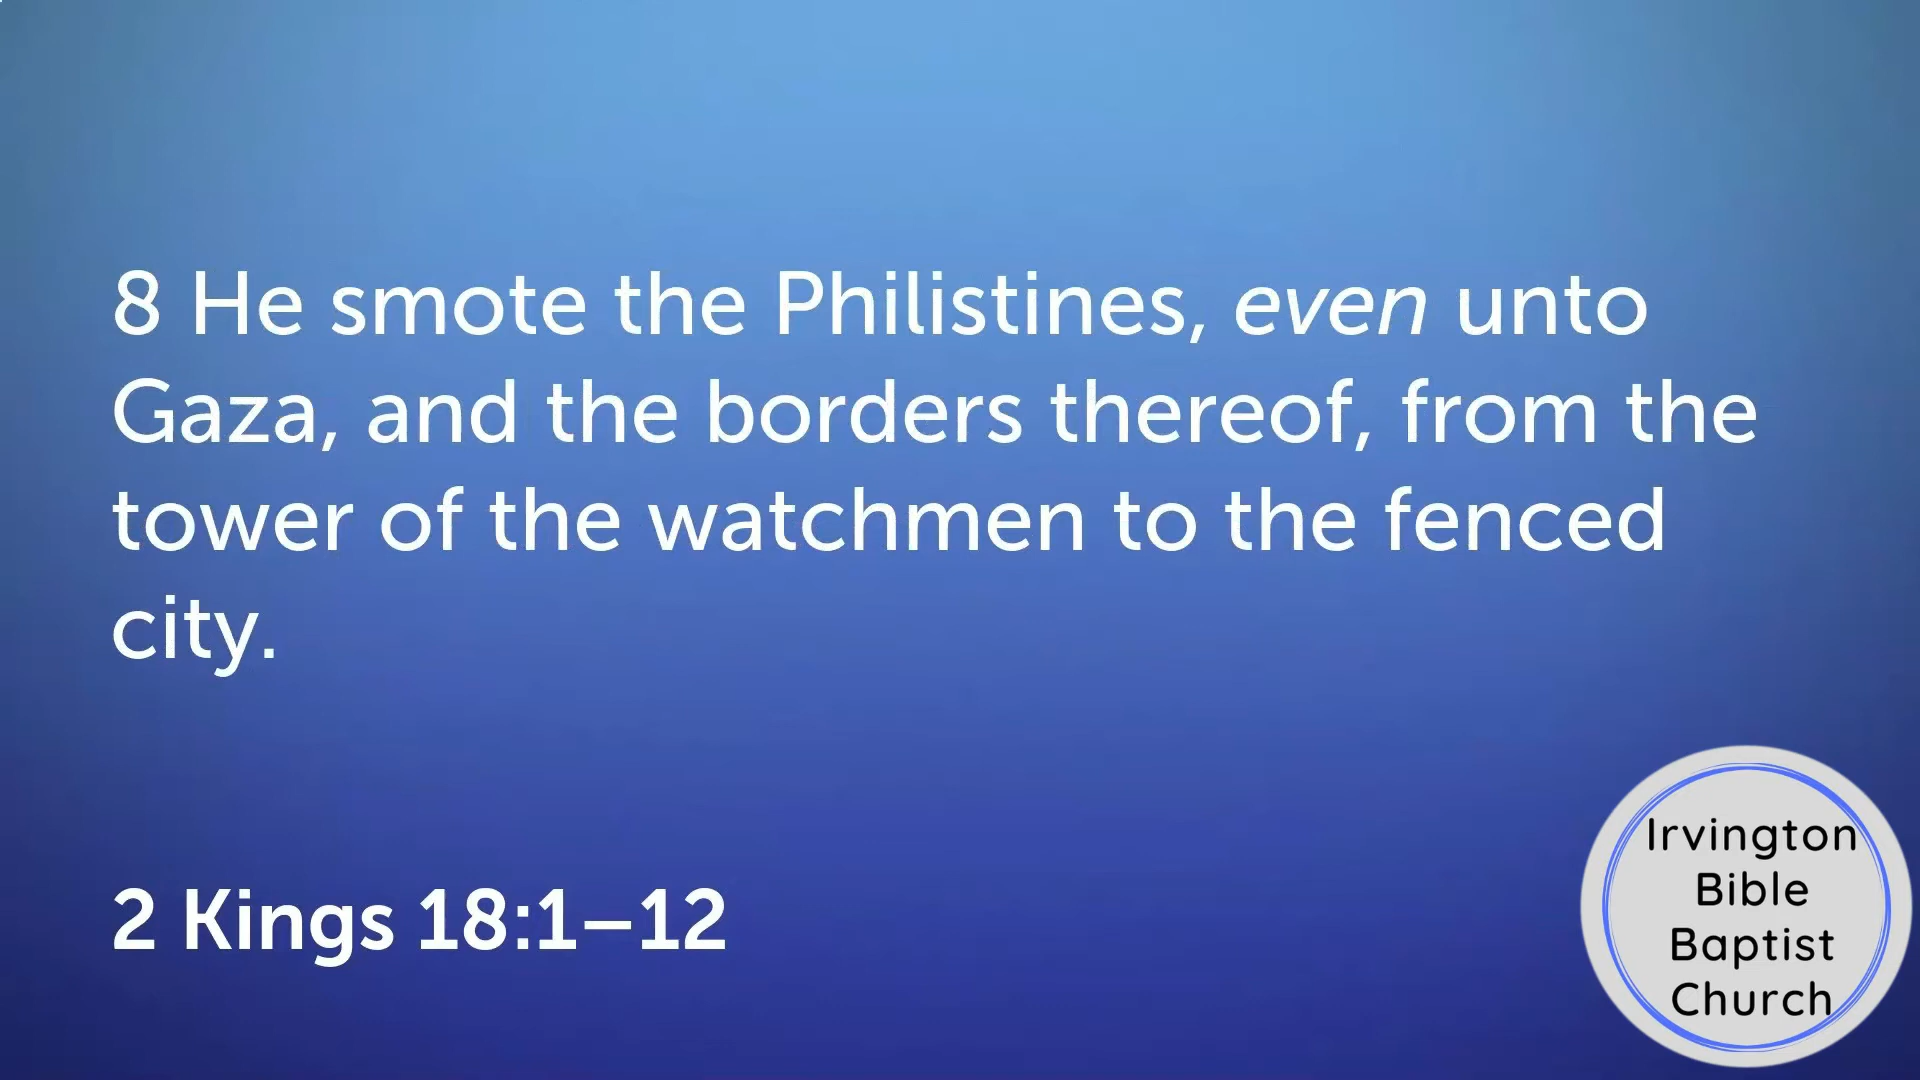 8 He smote the Philistines, even unto
Gaza, and the borders thereof, from the
tower of the watchmen to the fenced
city.
2 Kings 18:1–12
Irvington
Bible
Baptist
Church